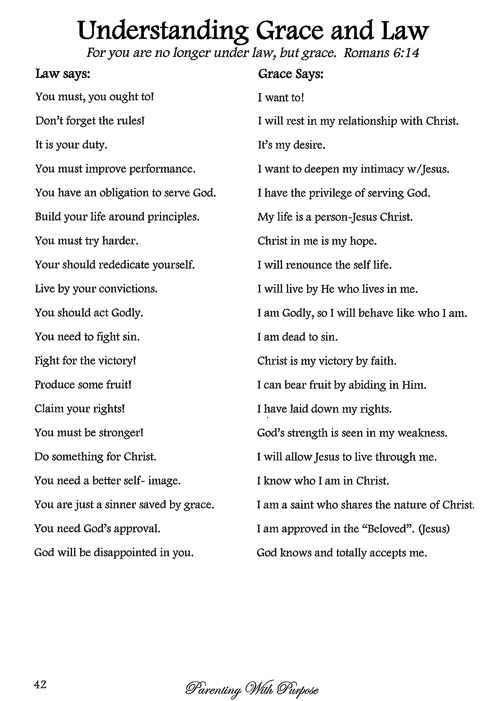 Understanding Grace and Law
For you are no longer under law, but grace. Romans 6:14
Law says: Grace Says:
You must, you ought to! I want to!
Don't forget the rules! I will rest in my relationship with Christ.
It is your duty. It's my desire.
You must improve performance. I want to deepen my intimacy w/Jesus.
You have an obligation to serve God. I have the privilege of serving God.
Build your life around principles. My life is a person-Jesus Christ.
You must try harder. Christ in me is my hope.
Your should rededicate yourself. I will renounce the self life.
Live by your convictions. I will live by He who lives in me.
You should act Godly. I am Godly, so I will behave like who I am.
You need to fight sin. I am dead to sin.
Fight for the victory! Christ is my victory by faith.
Produce some fruit! I can bear fruit by abiding in Him.
Claim your rights! I have laid down my rights.
You must be stronger! God's strength is seen in my weakness.
Do something for Christ. I will allow Jesus to live through me.
You need a better self- image. I know who I am in Christ.
You are just a sinner saved by grace. I am a saint who shares the nature of Christ.
You need God's approval. I am approved in the "Beloved". (Jesus)
God will be disappointed in you. God knows and totally accepts me.
42 Parenting With Purpose